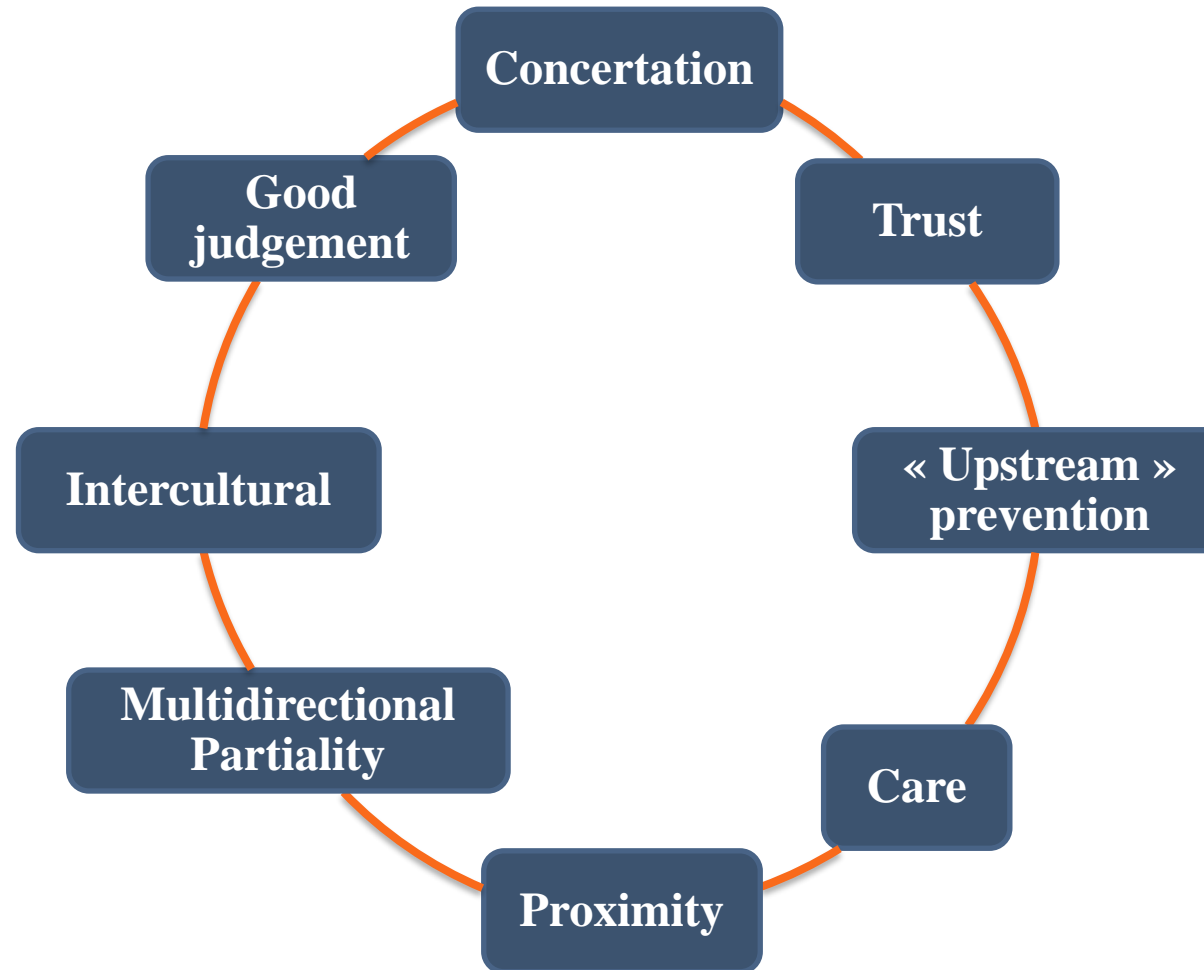 Concertation
Trust
« Upstream »
prevention
Care
Proximity
Multidirectional
Partiality
Intercultural
Good
judgement